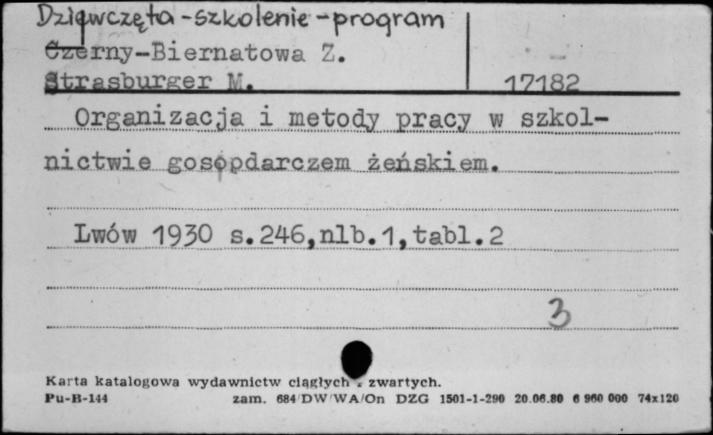 Dziewczęta - szkolenie - program
Czerny-Biernatowa Z.
Strasburger M. 17182
Organizacja i metody pracy w szkol-
nictwie gospodarczem żeńskiem.
Lwów 1930 s.246,nlb.1,tabl.2
3
Karta katalogowa wydawnictw ciągłych i zwartych.
Pu-B-144 zam. 684/DW/WA/On DZG 1501-1-290 20.06.80 6 960 000 74x120